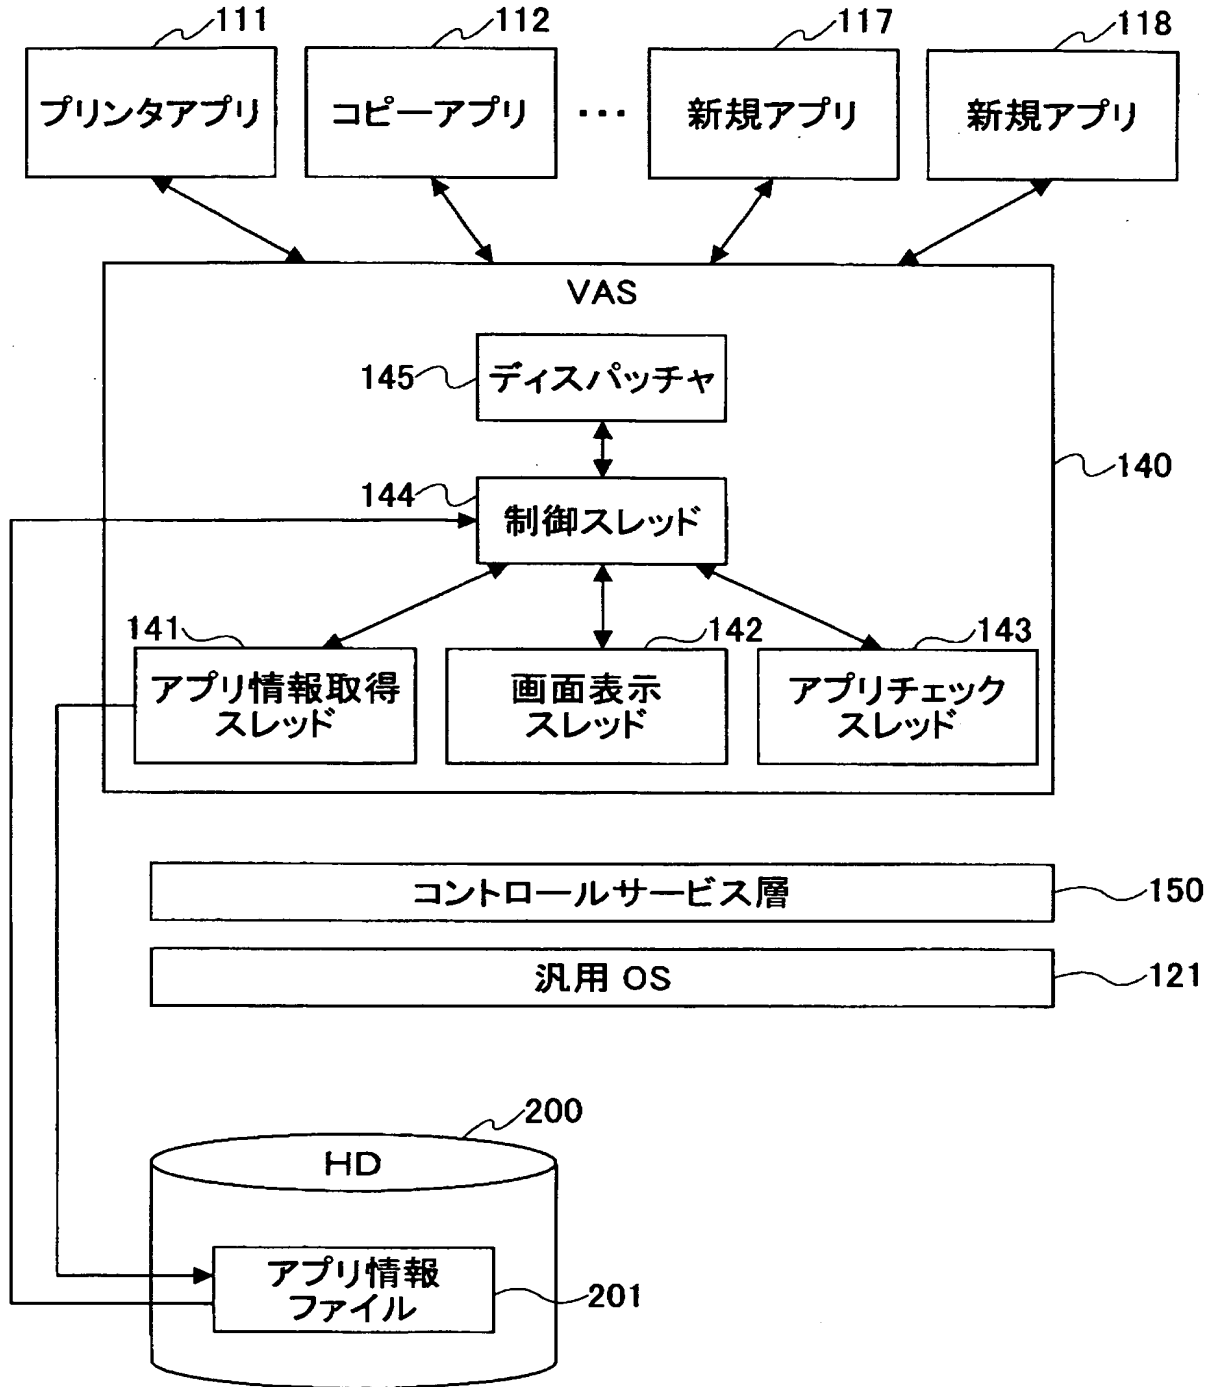 111
112
117
118
プリンタアプリ
コピーアプリ
・・・
新規アプリ
新規アプリ
VAS
145
ディスパッチャ
140
144
制御スレッド
141
142
143
アプリ情報取得
スレッド
画面表示
スレッド
アプリチェック
スレッド
コントロールサービス層
150
汎用 OS
121
200
HD
アプリ情報
ファイル
201